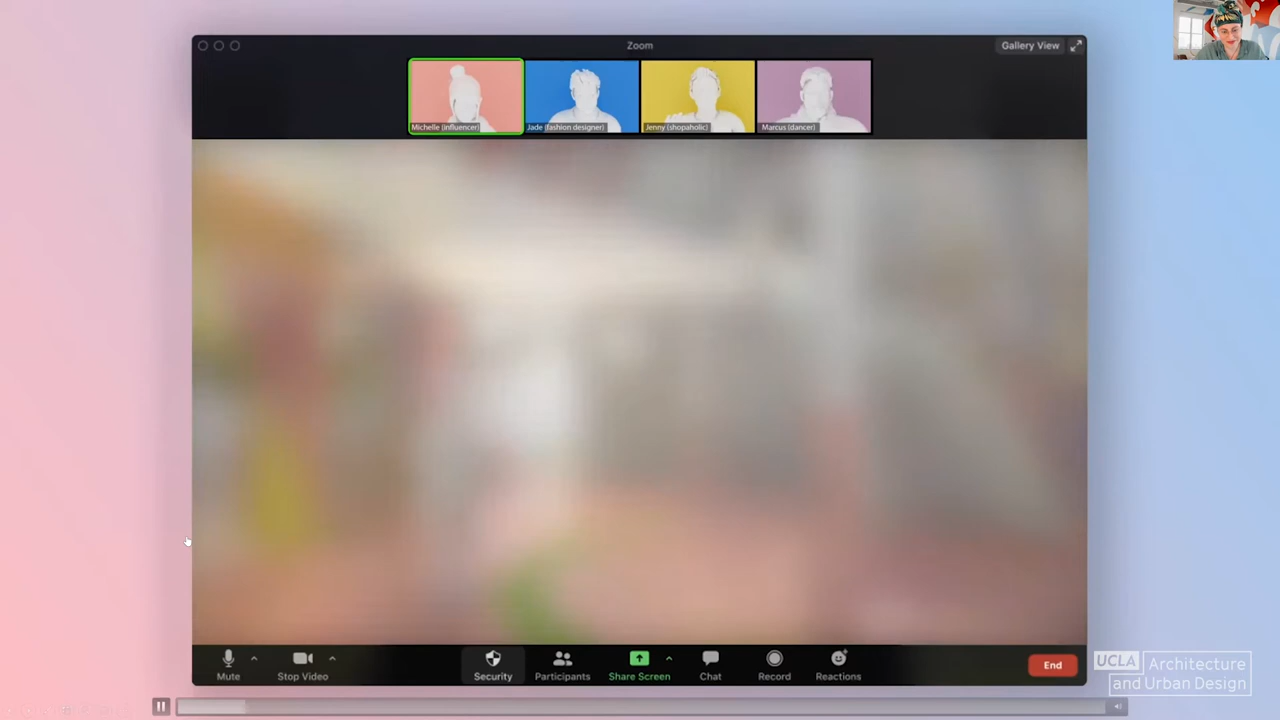 Zoom
Gallery View
Michelle (influencer)
Jade (fashion designer)
Jenny (shopaholic)
Marcus (dancer)
Mute
Stop Video
Security
Participants
Share Screen
Chat
Record
Reactions
End
UCLA Architecture
and Urban Design